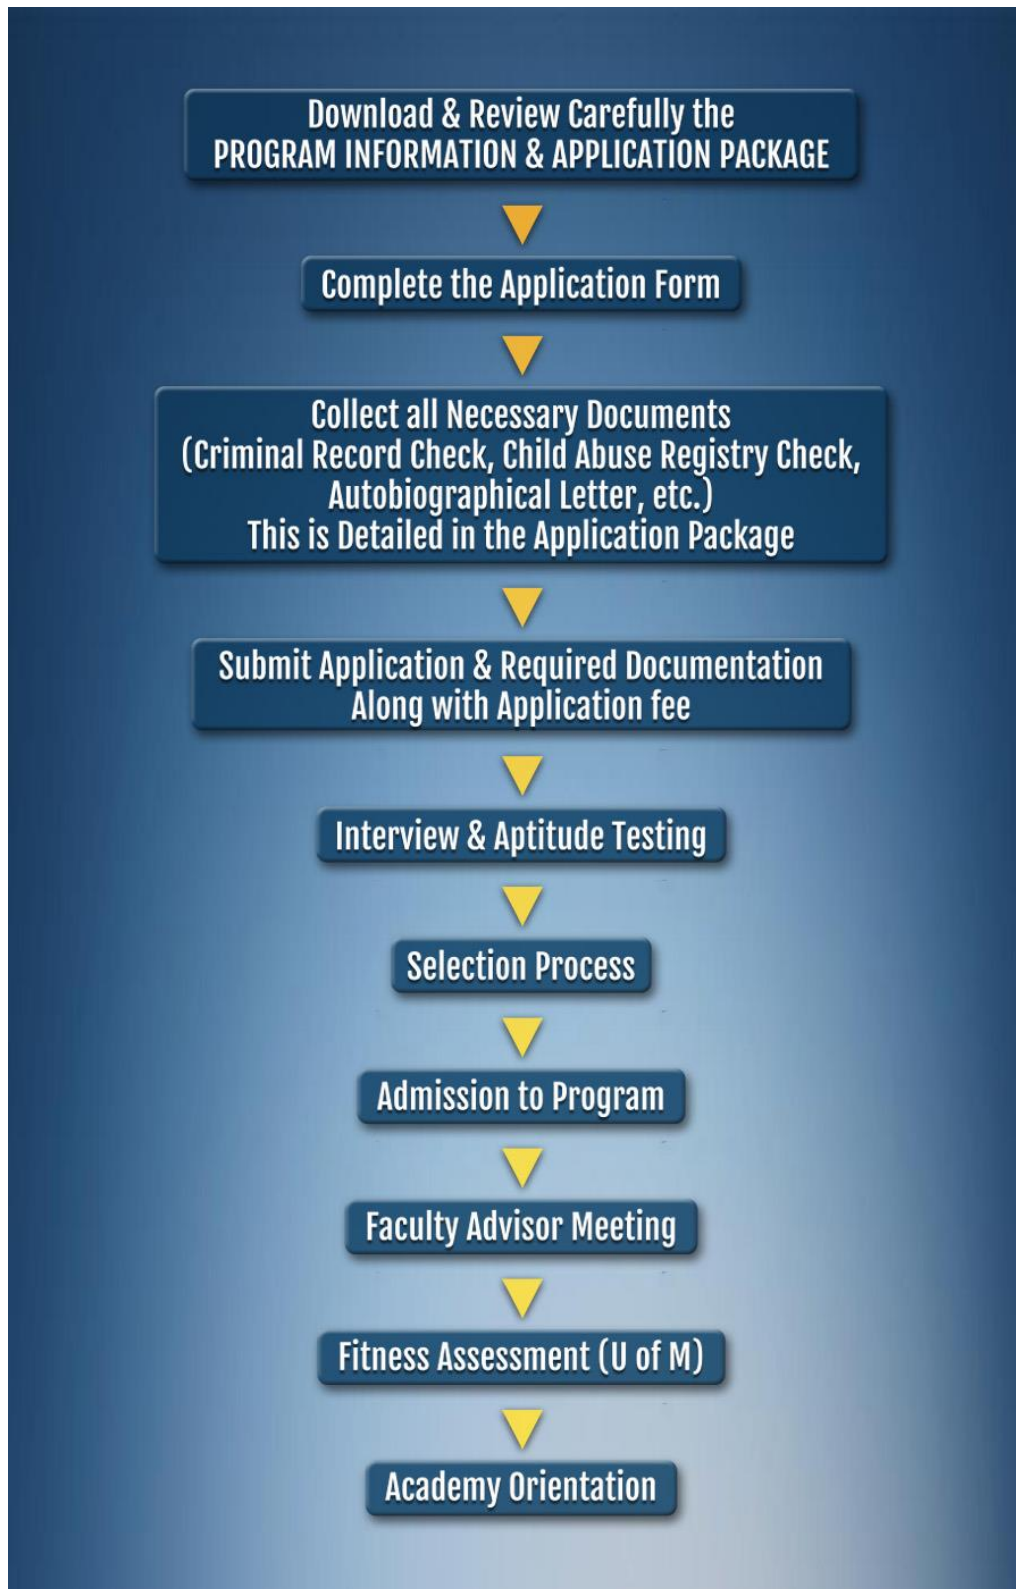 Download & Review Carefully the
PROGRAM INFORMATION & APPLICATION PACKAGE
Complete the Application Form
Collect all Necessary Documents
(Criminal Record Check, Child Abuse Registry Check,
Autobiographical Letter, etc.)
This is Detailed in the Application Package
Submit Application & Required Documentation
Along with Application fee
Interview & Aptitude Testing
Selection Process
Admission to Program
Faculty Advisor Meeting
Fitness Assessment (U of M)
Academy Orientation